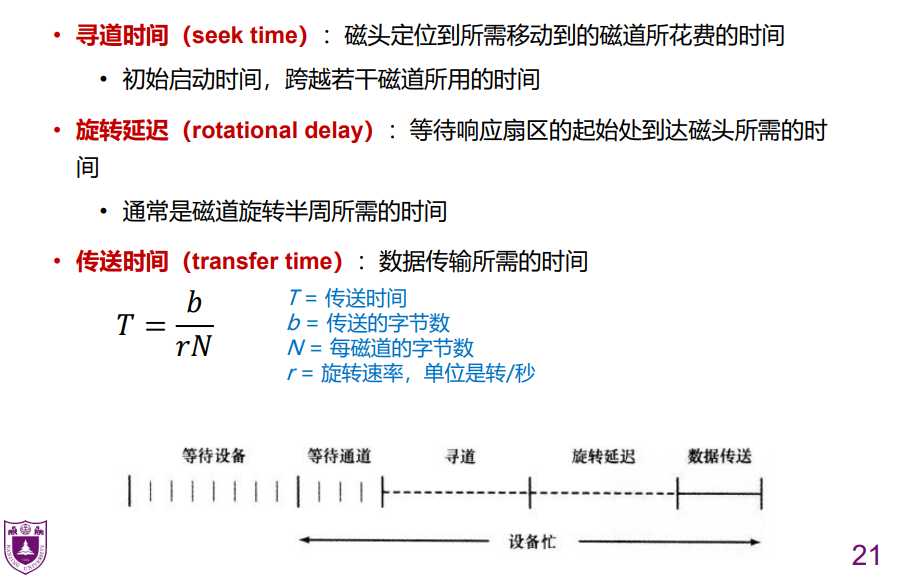 • 寻道时间（seek time）：磁头定位到所需移动到的磁道所花费的时间
• 初始启动时间，跨越若干磁道所用的时间
• 旋转延迟（rotational delay）：等待响应扇区的起始处到达磁头所需的时
间
• 通常是磁道旋转半周所需的时间
• 传送时间（transfer time）：数据传输所需的时间
T = b/rN
T = 传送时间
b = 传送的字节数
N = 每磁道的字节数
r = 旋转速率，单位是转/秒
等待设备 等待通道 寻道 旋转延迟 数据传送
设备忙
21